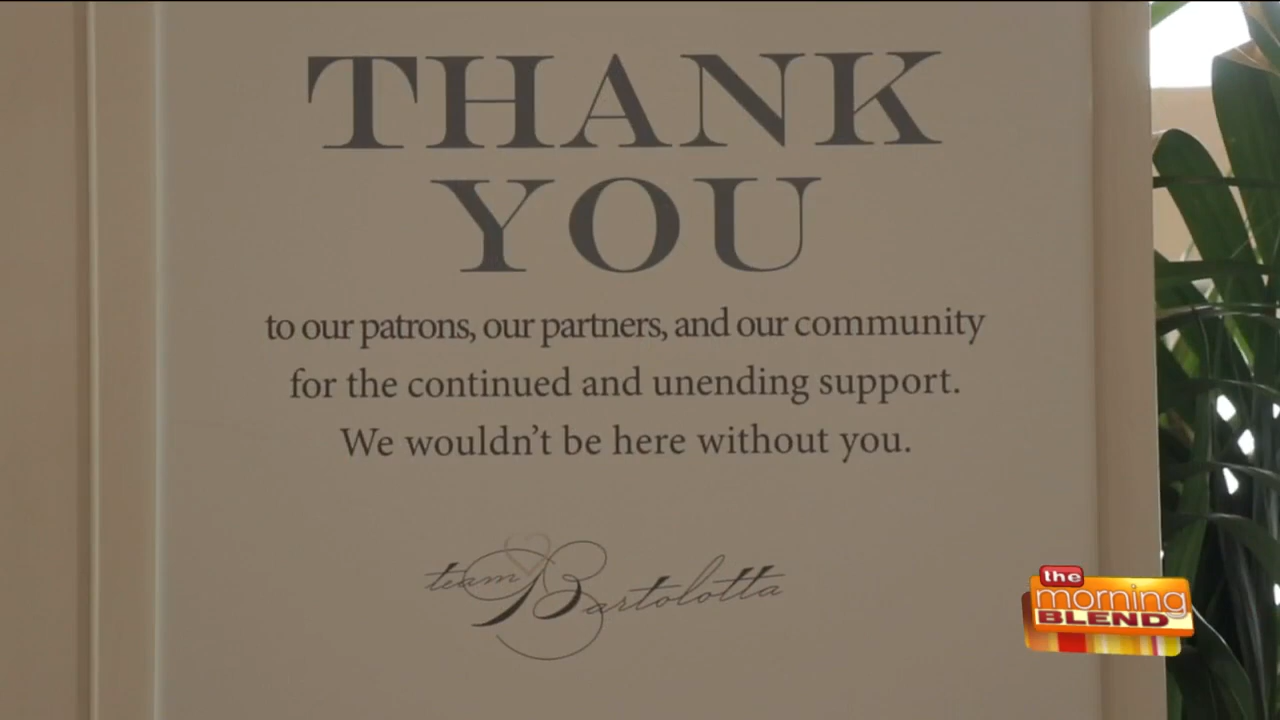 THANK
YOU
to our patrons, our partners, and our community
for the continued and unending support.
We wouldn't be here without you.
team Bartolotta
the
morning
BLEND